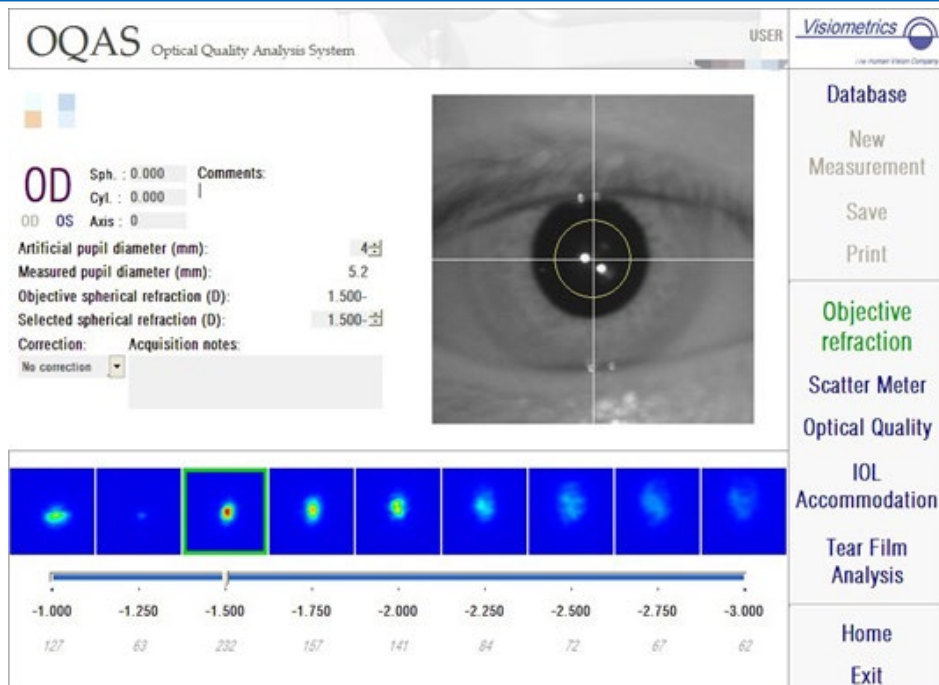 OQAS Optical Quality Analysis System
USER
Visiometrics
The Human Vision Company
OD
Sph. : 0.000
Comments:
Cyl. : 0.000
OD OS
Axis : 0
Artificial pupil diameter (mm): 4
Measured pupil diameter (mm): 5.2
Objective spherical refraction (D): 1.500-
Selected spherical refraction (D): 1.500-
Correction: Acquisition notes:
No correction
-1.000 -1.250 -1.500 -1.750 -2.000 -2.250 -2.500 -2.750 -3.000
127 63 232 157 141 84 72 67 62
Database
New
Measurement
Save
Print
Objective
refraction
Scatter Meter
Optical Quality
IOL
Accommodation
Tear Film
Analysis
Home
Exit